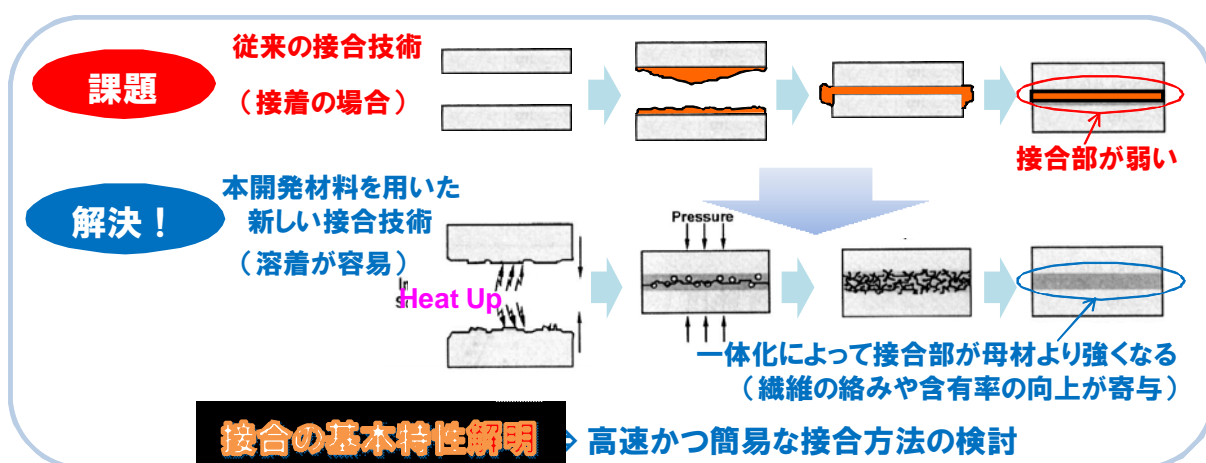 課題
従来の接合技術
（接着の場合）
接合部が弱い
解決！
本開発材料を用いた
新しい接合技術
（溶着が容易）
Heat Up
Pressure
一体化によって接合部が母材より強くなる
（繊維の絡みや含有率の向上が寄与）
接合の基本特性解明
高速かつ簡易な接合方法の検討